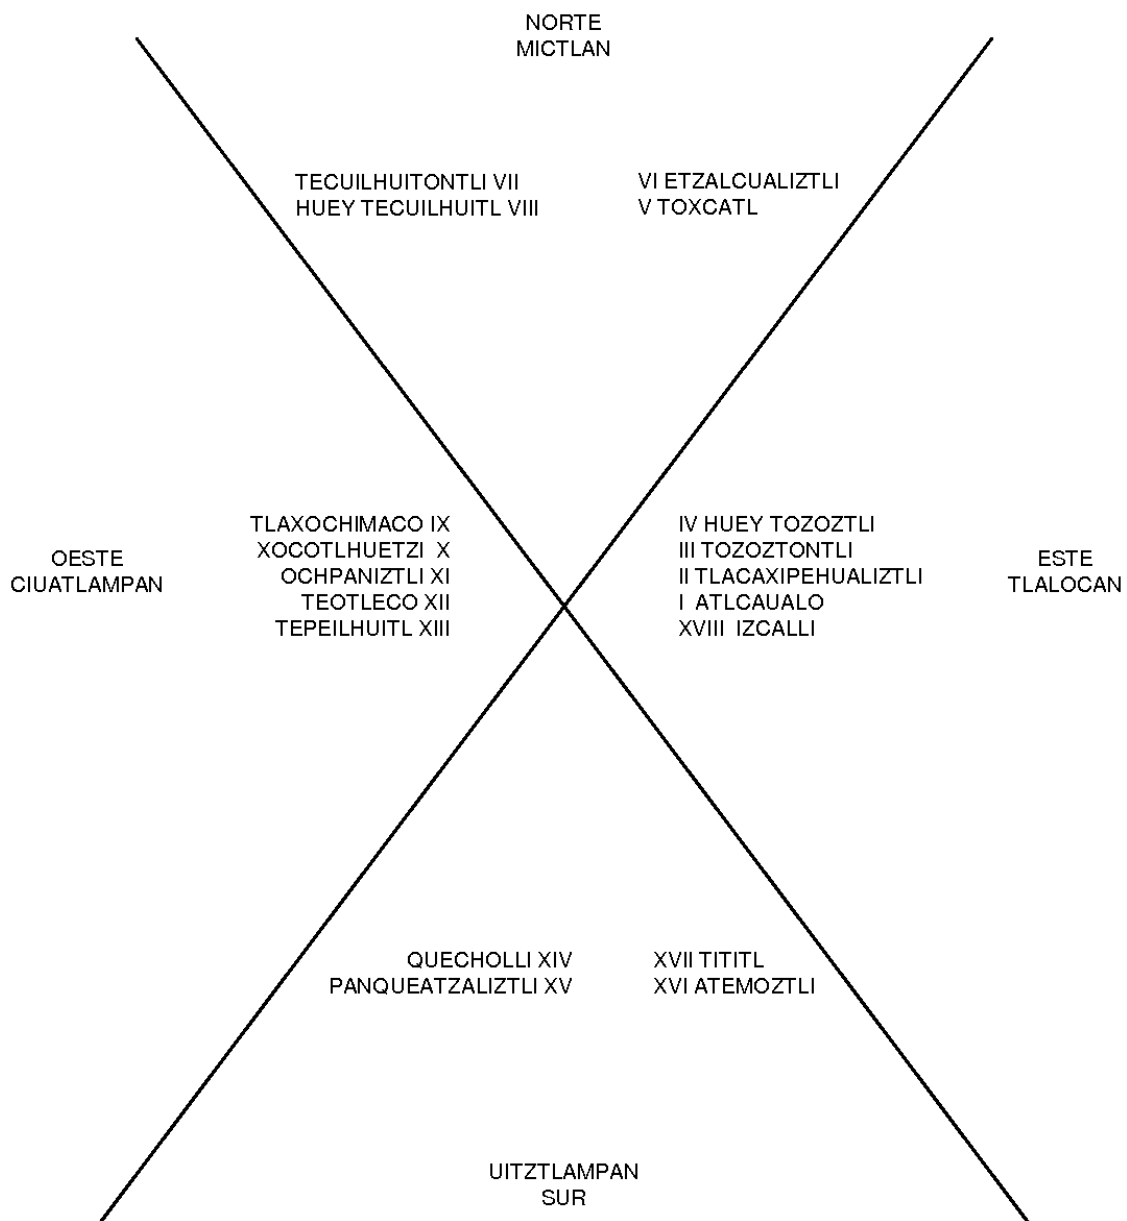 NORTE
MICTLAN
TECUILHUITONTLI VII
HUEY TECUILHUITL VIII
VI ETZALCUALIZTLI
V TOXCATL
OESTE
CIUATLAMPAN
TLAXOCHIMACO IX
XOCOTLHUETZI X
OCHPANIZTLI XI
TEOTLECO XII
TEPEILHUITL XIII
IV HUEY TOZOZTLI
III TOZOZTONTLI
II TLACAXIPEHUALIZTLI
I ATLCAUALO
XVIII IZCALLI
ESTE
TLALOCAN
QUECHOLLI XIV
PANQUEATZALIZTLI XV
XVII TITITL
XVI ATEMOZTLI
UITZTLAMPAN
SUR